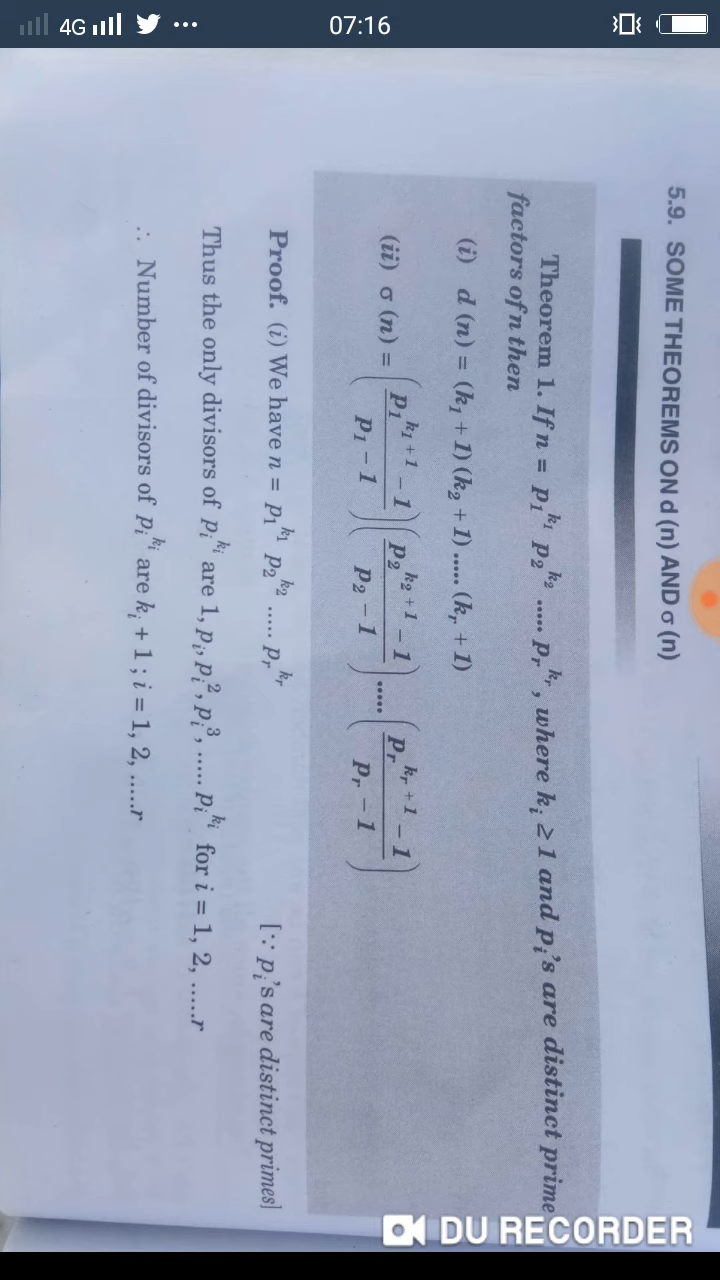 4G 07:16
5.9. SOME THEOREMS ON d (n) AND σ (n)
Theorem 1. If n = p₁^{k₁} p₂^{k₂} ..... pᵣ^{kᵣ}, where kᵢ ≥ 1 and pᵢ's are distinct prime
factors of n then
(i) d (n) = (k₁ + 1) (k₂ + 1) ..... (kᵣ + 1)
(ii) σ (n) = ((p₁^{k₁ + 1} – 1)/(p₁ – 1)) ((p₂^{k₂ + 1} – 1)/(p₂ – 1)) ..... ((pᵣ^{kᵣ + 1} – 1)/(pᵣ – 1))
Proof. (i) We have n = p₁^{k₁} p₂^{k₂} ..... pᵣ^{kᵣ} [∵ pᵢ's are distinct primes]
Thus the only divisors of pᵢ^{kᵢ} are 1, pᵢ, pᵢ², pᵢ³, ..... pᵢ^{kᵢ} for i = 1, 2, .....r
∴ Number of divisors of pᵢ^{kᵢ} are kᵢ + 1 ; i = 1, 2, .....r
DU RECORDER